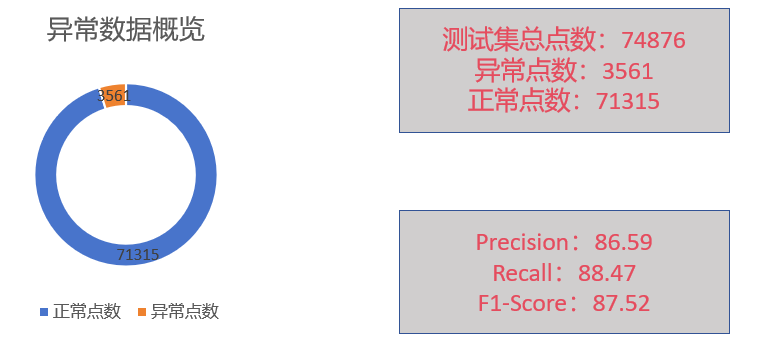 异常数据概览
3561
71315
正常点数
异常点数
测试集总点数：74876
异常点数：3561
正常点数：71315
Precision：86.59
Recall：88.47
F1-Score：87.52